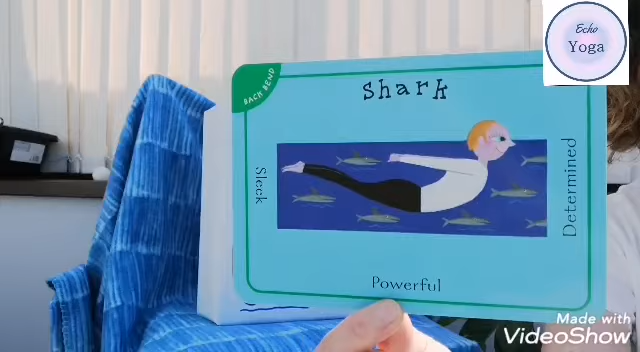 Echo
Yoga
BACK BEND
shark
Sleek
Determined
Powerful
Made with
VideoShow